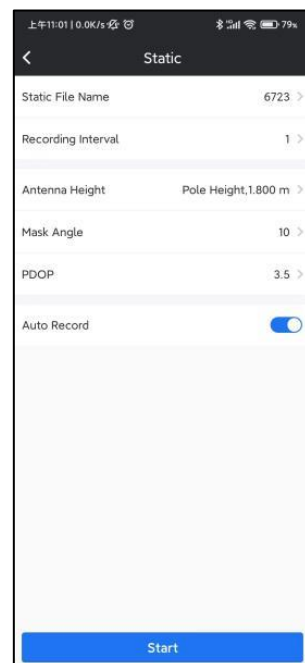 上午11:01 | 0.0K/s 79%
Static
Static File Name 6723
Recording Interval 1
Antenna Height Pole Height,1.800 m
Mask Angle 10
PDOP 3.5
Auto Record
Start